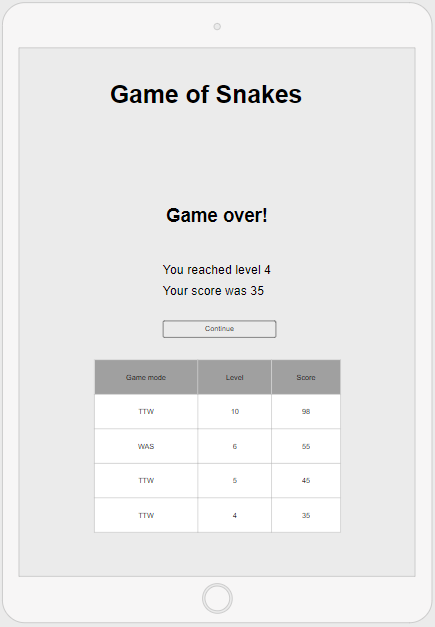 Game of Snakes
Game over!
You reached level 4
Your score was 35
Continue
Game mode Level Score
TTW 10 98
WAS 6 55
TTW 5 45
TTW 4 35